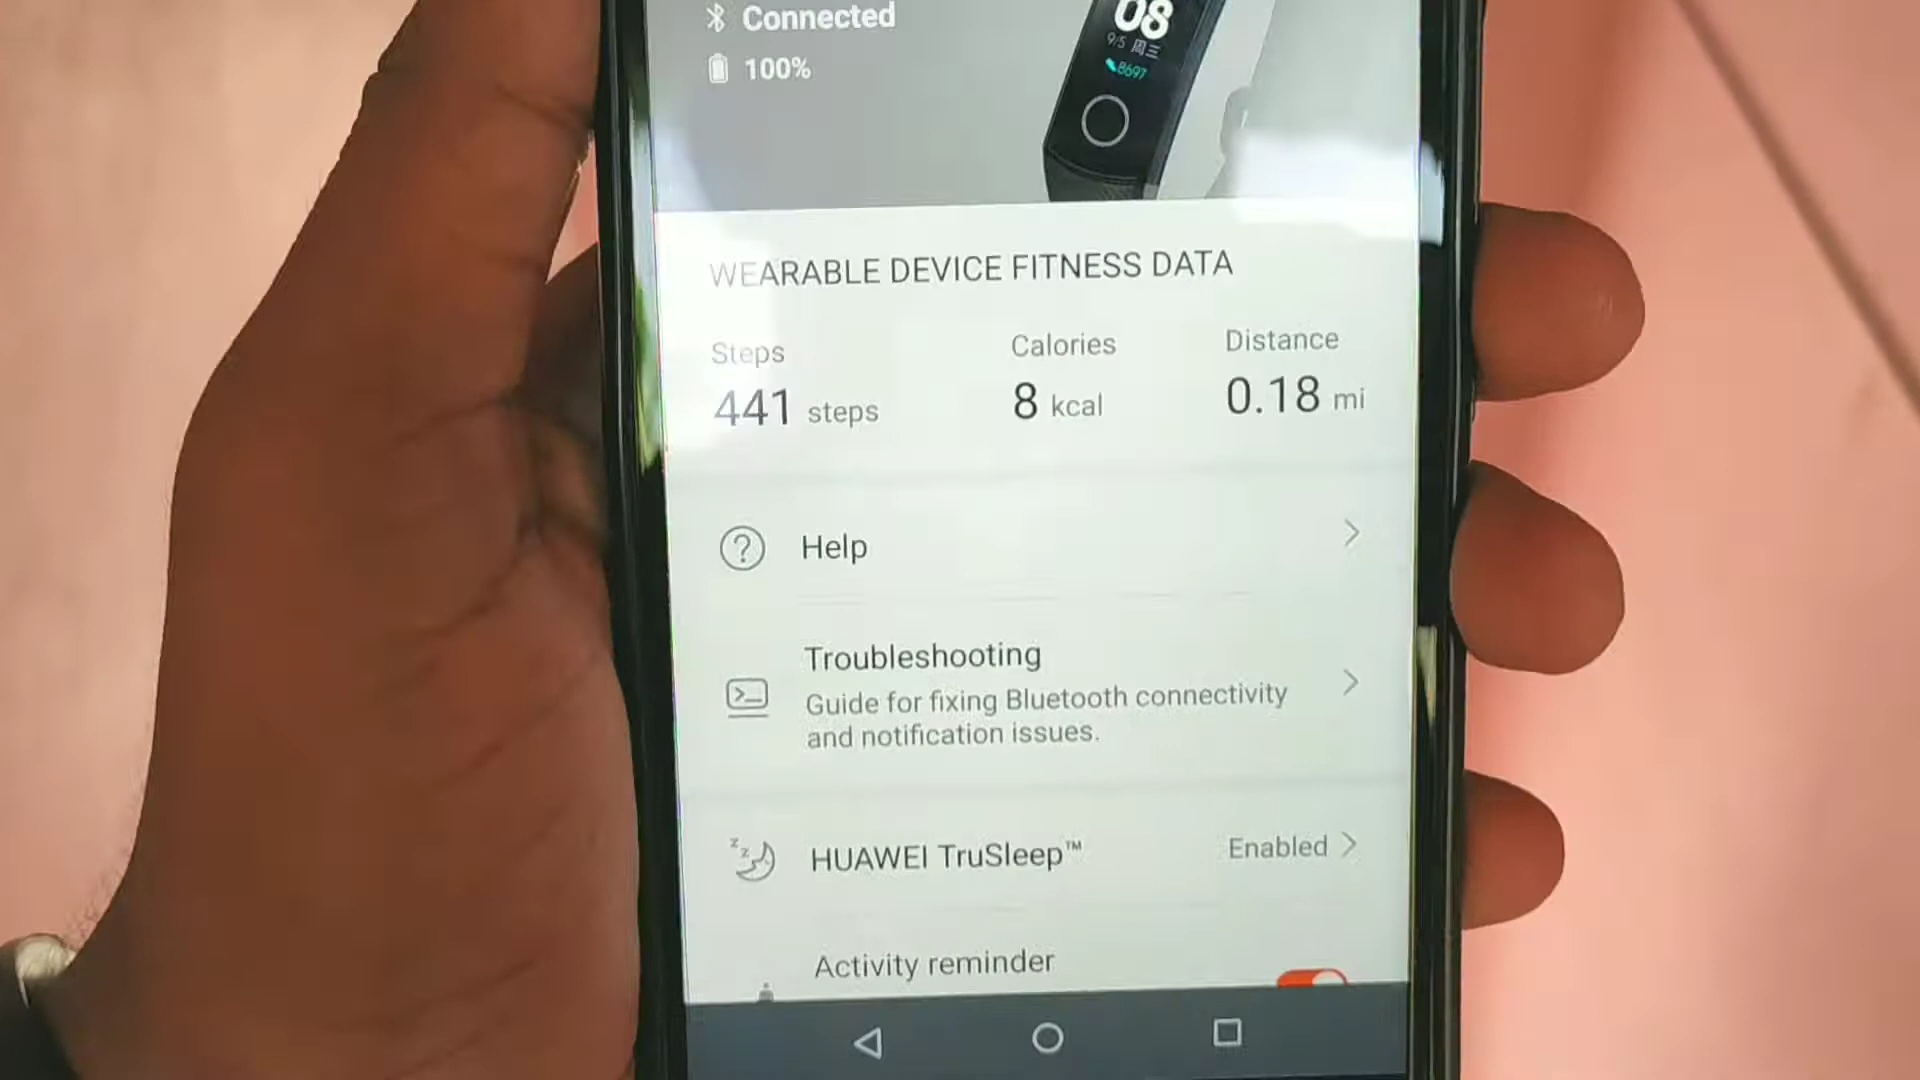 Connected
100%
08
9/5 周三
8697
WEARABLE DEVICE FITNESS DATA
Steps
441 steps
Calories
8 kcal
Distance
0.18 mi
Help
Troubleshooting
Guide for fixing Bluetooth connectivity
and notification issues.
HUAWEI TruSleep™
Enabled
Activity reminder